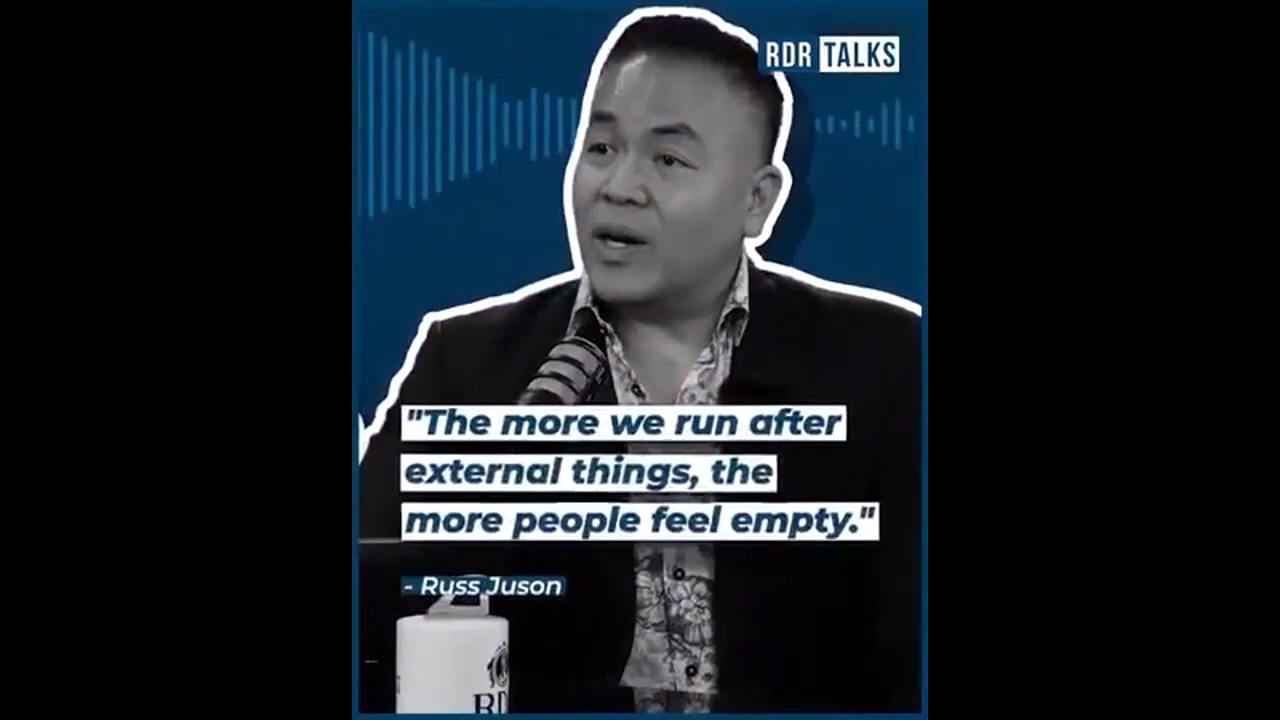 RDR TALKS
"The more we run after
external things, the
more people feel empty."
- Russ Juson